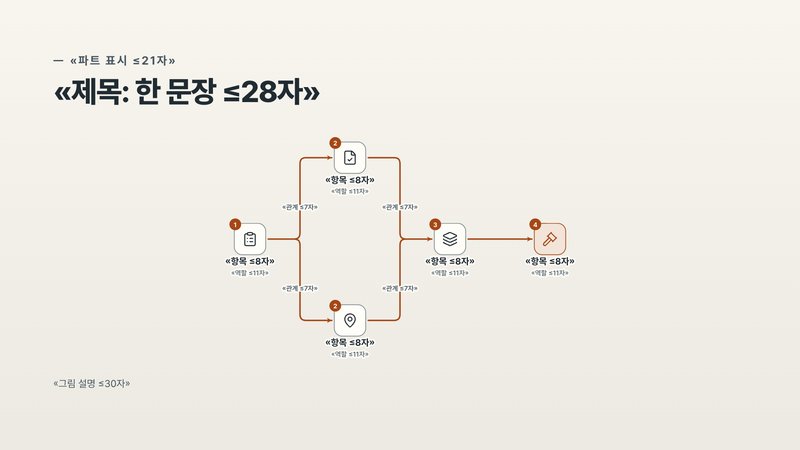 — «파트 표시 ≤21자»
«제목: 한 문장 ≤28자»
2
«항목 ≤8자»
«역할 ≤11자»
«관계 ≤7자»
«관계 ≤7자»
1
«항목 ≤8자»
«역할 ≤11자»
3
«항목 ≤8자»
«역할 ≤11자»
4
«항목 ≤8자»
«역할 ≤11자»
«관계 ≤7자»
«관계 ≤7자»
2
«항목 ≤8자»
«역할 ≤11자»
«그림 설명 ≤30자»